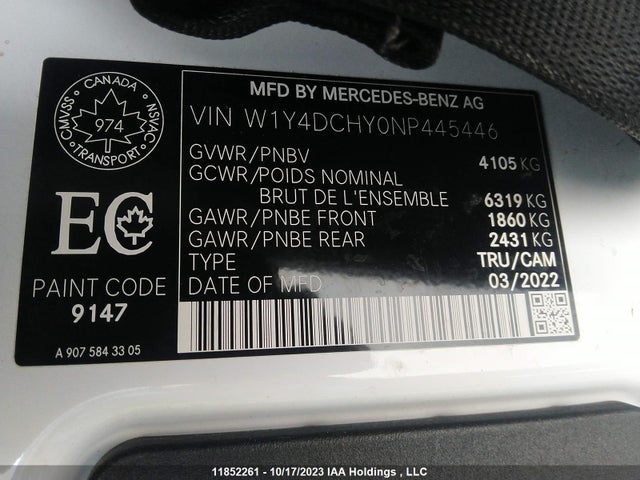 CANADA
CMVSS
974
NSVAC
TRANSPORT
MFD BY MERCEDES-BENZ AG
VIN W1Y4DCHY0NP445446
GVWR/PNBV 4105 KG
GCWR/POIDS NOMINAL
BRUT DE L'ENSEMBLE 6319 KG
GAWR/PNBE FRONT 1860 KG
GAWR/PNBE REAR 2431 KG
TYPE TRU/CAM
DATE OF MFD 03/2022
EC
PAINT CODE
9147
A 907 584 33 05
11852261 - 10/17/2023 IAA Holdings , LLC